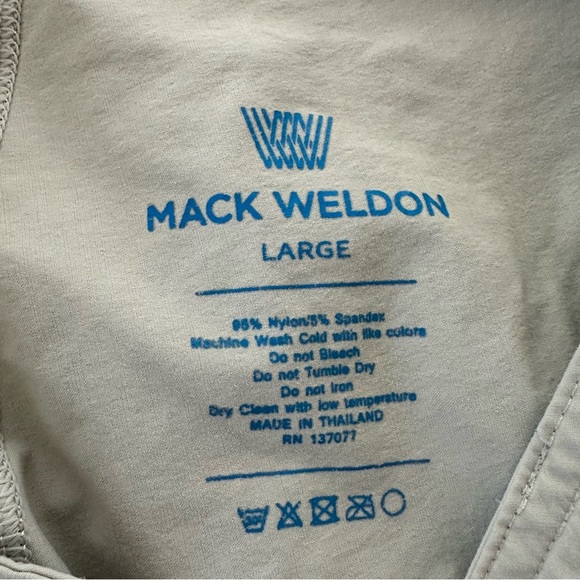 MACK WELDON
LARGE
95% Nylon/5% Spandex
Machine Wash Cold with like colors
Do not Bleach
Do not Tumble Dry
Do not Iron
Dry Clean with low temperature
MADE IN THAILAND
RN 137077
30°